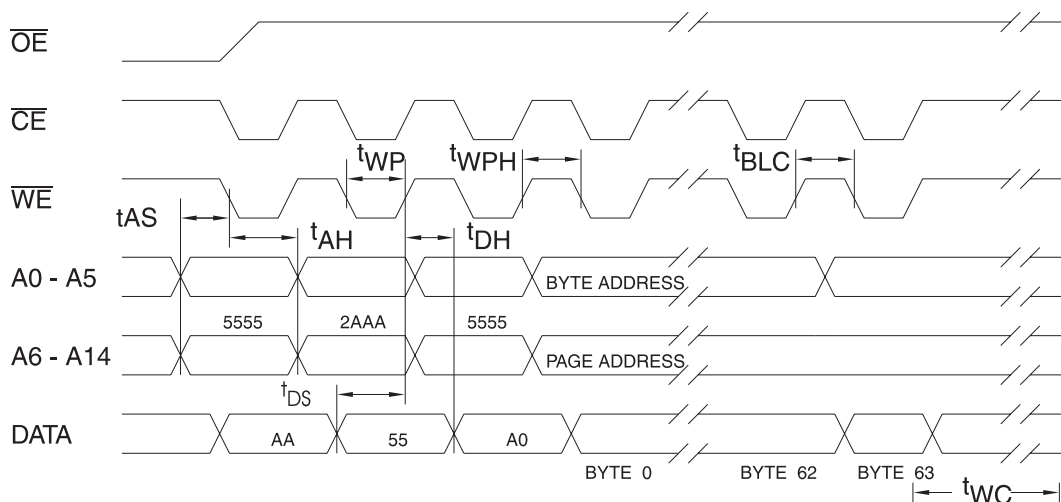 OE
CE
tWP tWPH tBLC
WE
tAS
tAH tDH
A0 - A5 BYTE ADDRESS
5555 2AAA 5555
A6 - A14 PAGE ADDRESS
tDS
DATA AA 55 A0
BYTE 0 BYTE 62 BYTE 63
tWC